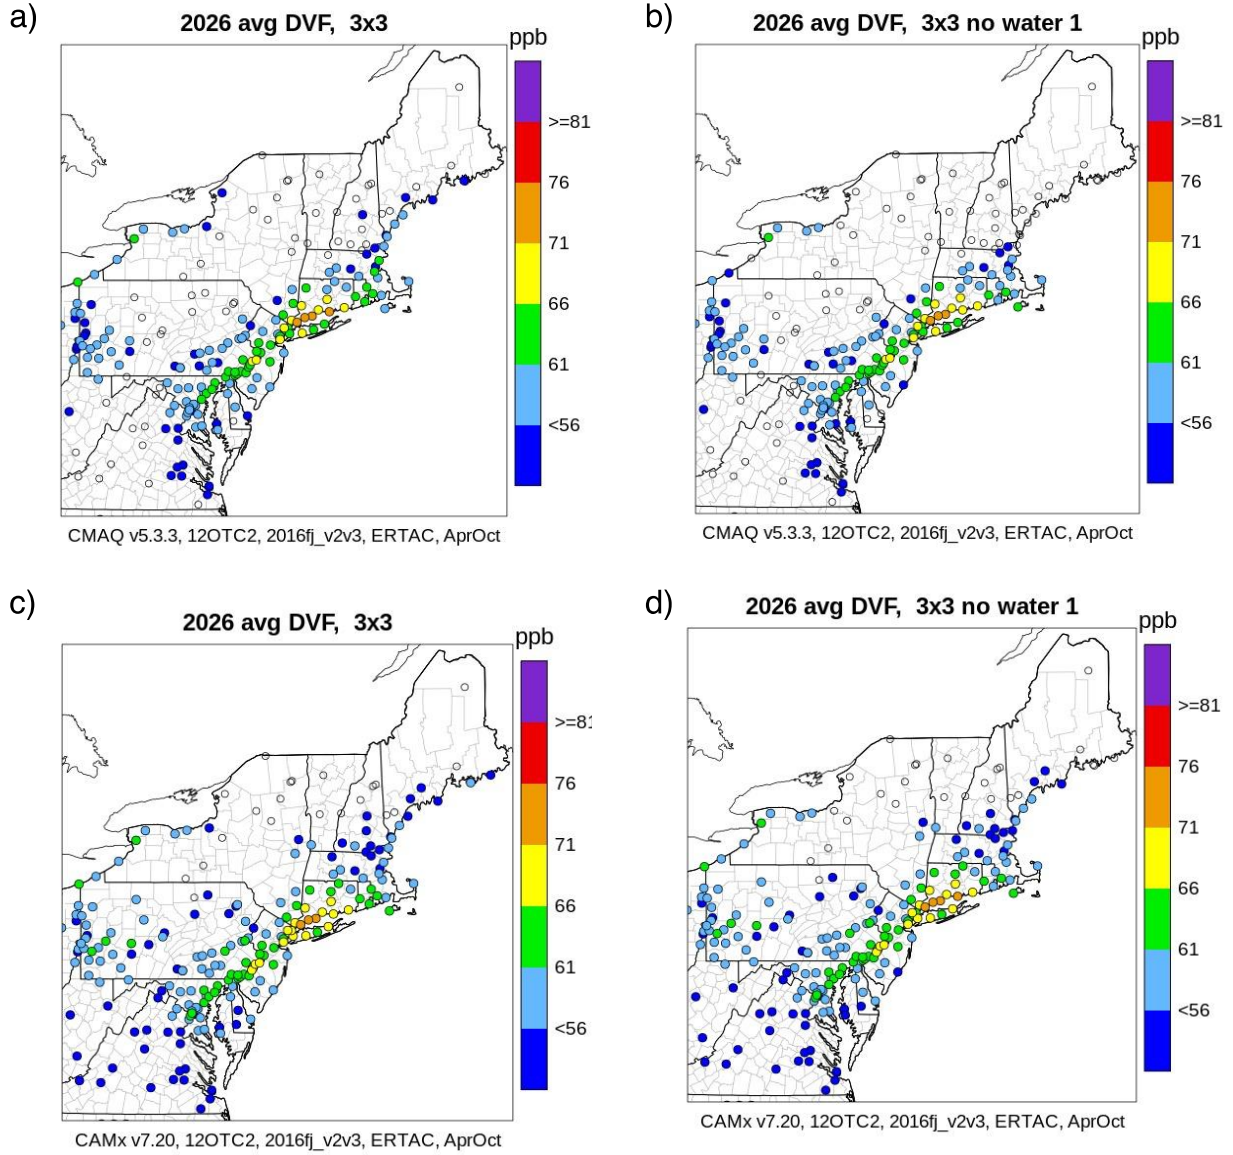 a)
2026 avg DVF,  3x3
ppb
>=81
76
71
66
61
<56
CMAQ v5.3.3, 12OTC2, 2016fj_v2v3, ERTAC, AprOct
b)
2026 avg DVF,  3x3 no water 1
ppb
>=81
76
71
66
61
<56
CMAQ v5.3.3, 12OTC2, 2016fj_v2v3, ERTAC, AprOct
c)
2026 avg DVF,  3x3
ppb
>=81
76
71
66
61
<56
CAMx v7.20, 12OTC2, 2016fj_v2v3, ERTAC, AprOct
d)
2026 avg DVF,  3x3 no water 1
ppb
>=81
76
71
66
61
<56
CAMx v7.20, 12OTC2, 2016fj_v2v3, ERTAC, AprOct